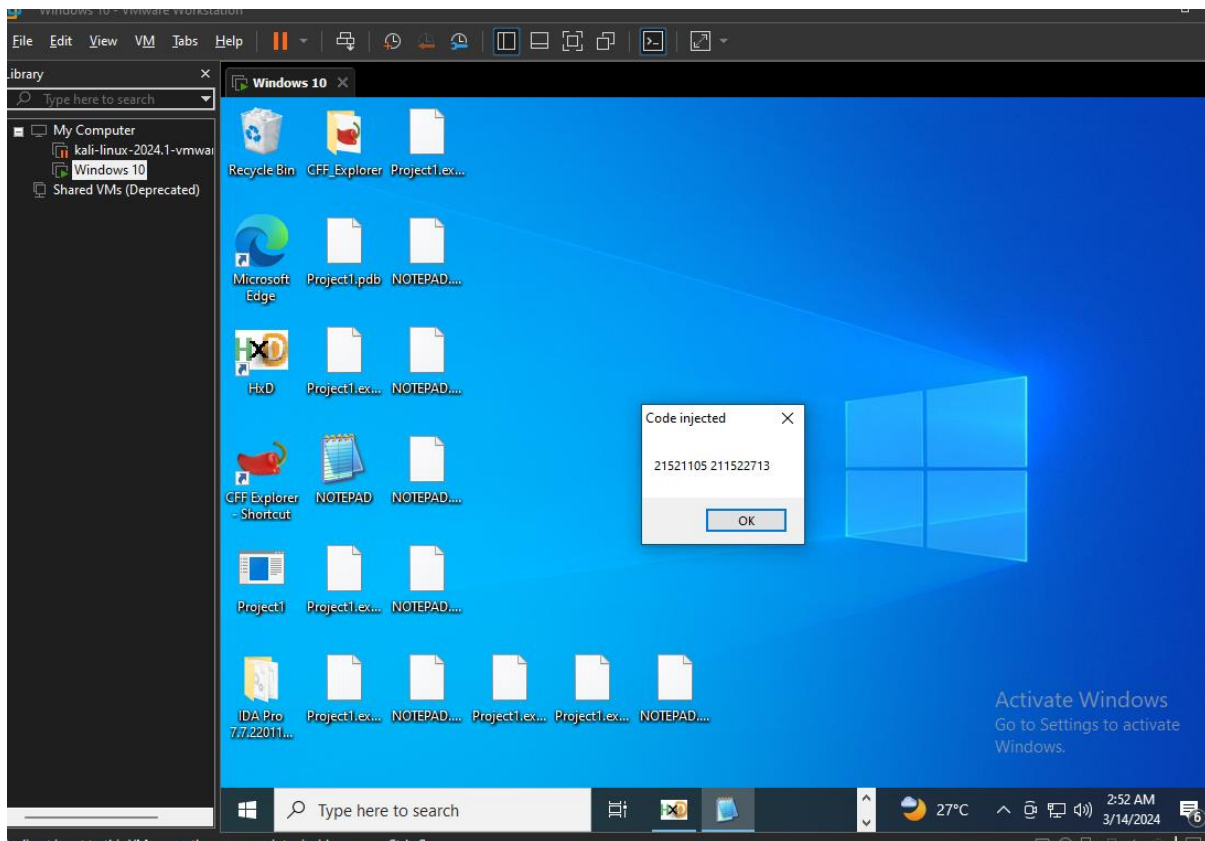 Windows 10 - VMware Workstation
File Edit View VM Tabs Help
Library
Type here to search
My Computer
kali-linux-2024.1-vmwar
Windows 10
Shared VMs (Deprecated)
Windows 10
Recycle Bin CFF_Explorer Project1.ex...
Microsoft Edge
Project1.pdb NOTEPAD....
HxD Project1.ex... NOTEPAD....
CFF Explorer - Shortcut
NOTEPAD NOTEPAD....
Project1 Project1.ex... NOTEPAD....
IDA Pro 7.7.22011...
Project1.ex... NOTEPAD.... Project1.ex... Project1.ex... NOTEPAD....
Code injected
21521105 211522713
OK
Activate Windows
Go to Settings to activate
Windows.
Type here to search
27°C
2:52 AM
3/14/2024
6